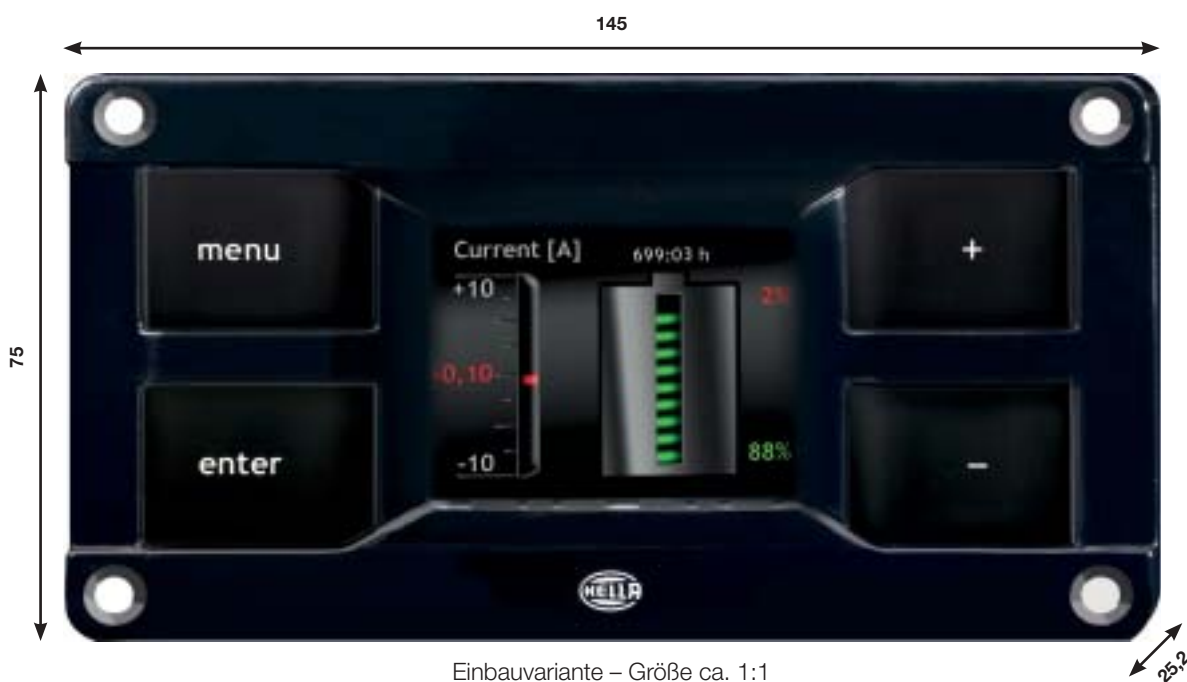 145
75
menu
+
Current [A]
699:03 h
+10
-0,10
-10
88%
enter
–
HELLA
25,2
Einbauvariante – Größe ca. 1:1